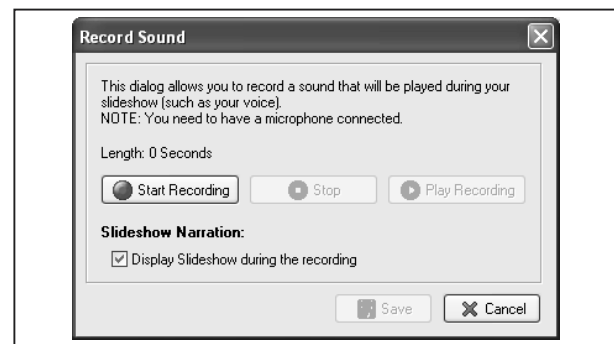 Record Sound
This dialog allows you to record a sound that will be played during your
slideshow (such as your voice).
NOTE: You need to have a microphone connected.
Length: 0 Seconds
Start Recording Stop Play Recording
Slideshow Narration:
Display Slideshow during the recording
Save Cancel